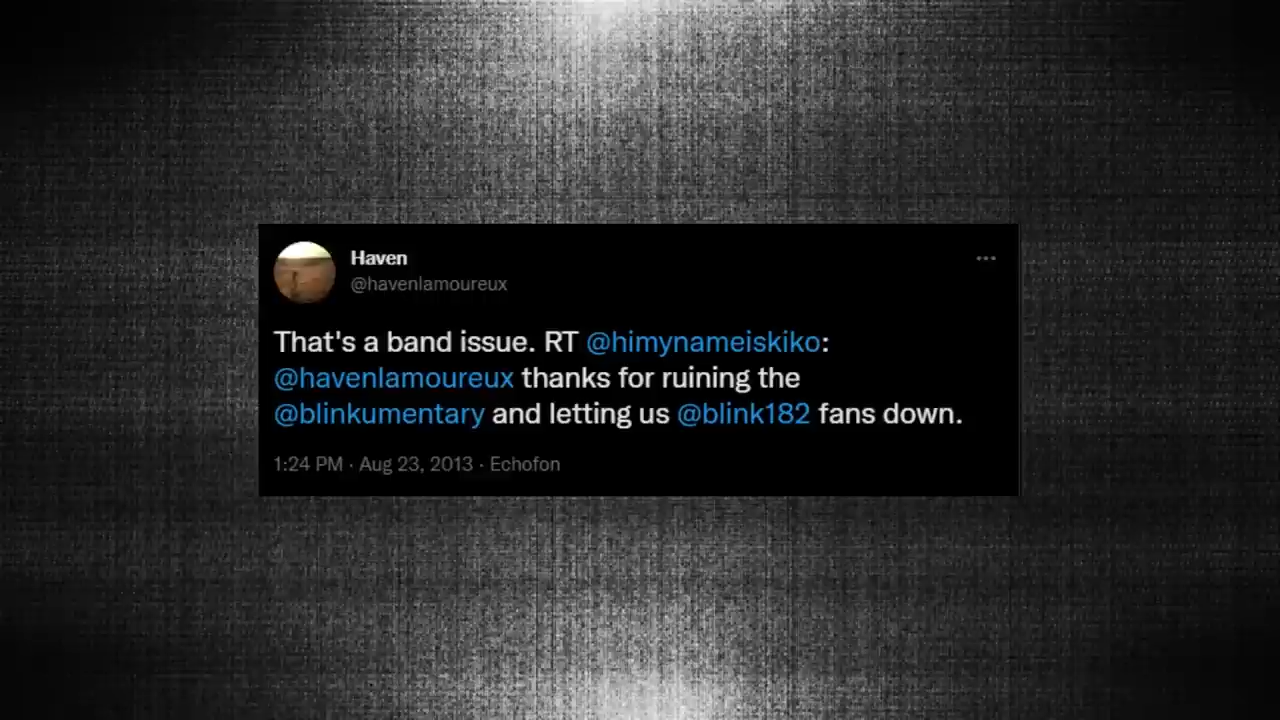 Haven
@havenlamoureux
That's a band issue. RT @himynameiskiko:
@havenlamoureux thanks for ruining the
@blinkumentary and letting us @blink182 fans down.
1:24 PM · Aug 23, 2013 · Echofon